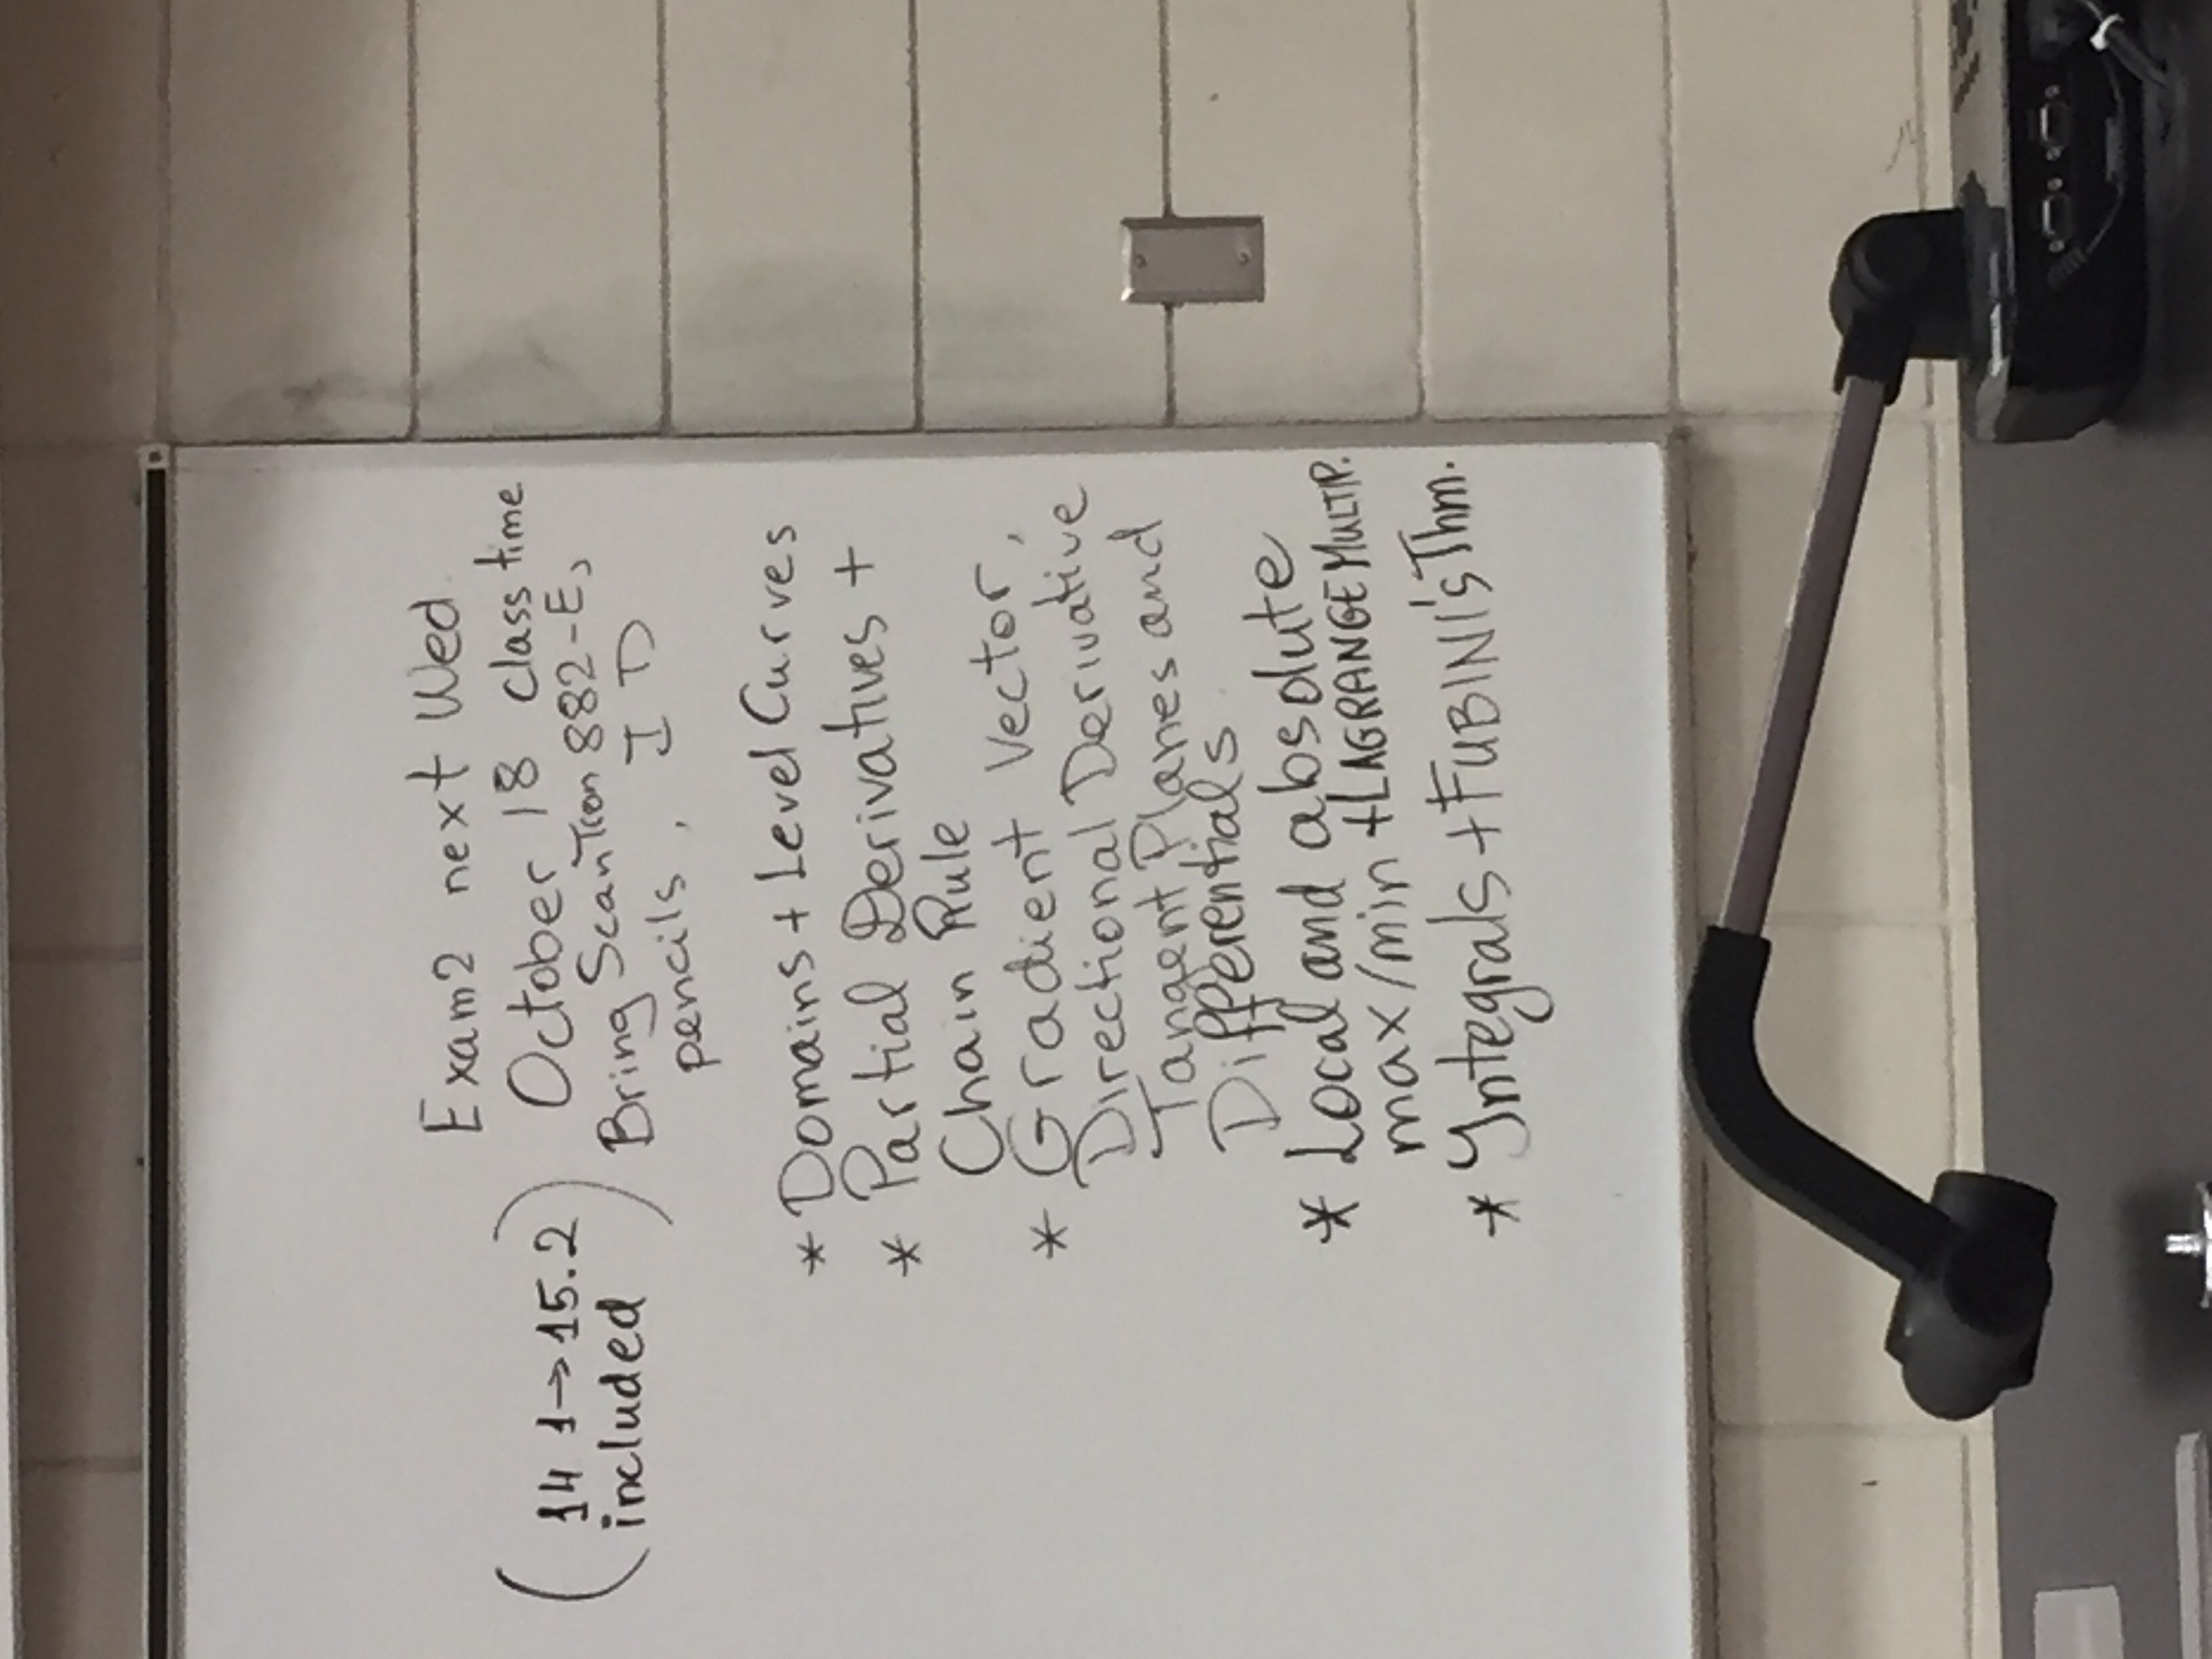 Exam2 next Wed.
October 18 class time
Bring ScanTron 882-E,
pencils, ID
(14 1→15.2
included)
* Domains + Level Curves
* Partial Derivatives +
Chain Rule
* Gradient Vector,
Directional Derivative
Tangent Planes and
Differentials
* Local and absolute
max/min + LAGRANGE MULTIP.
* Integrals + FUBINI's Thm.